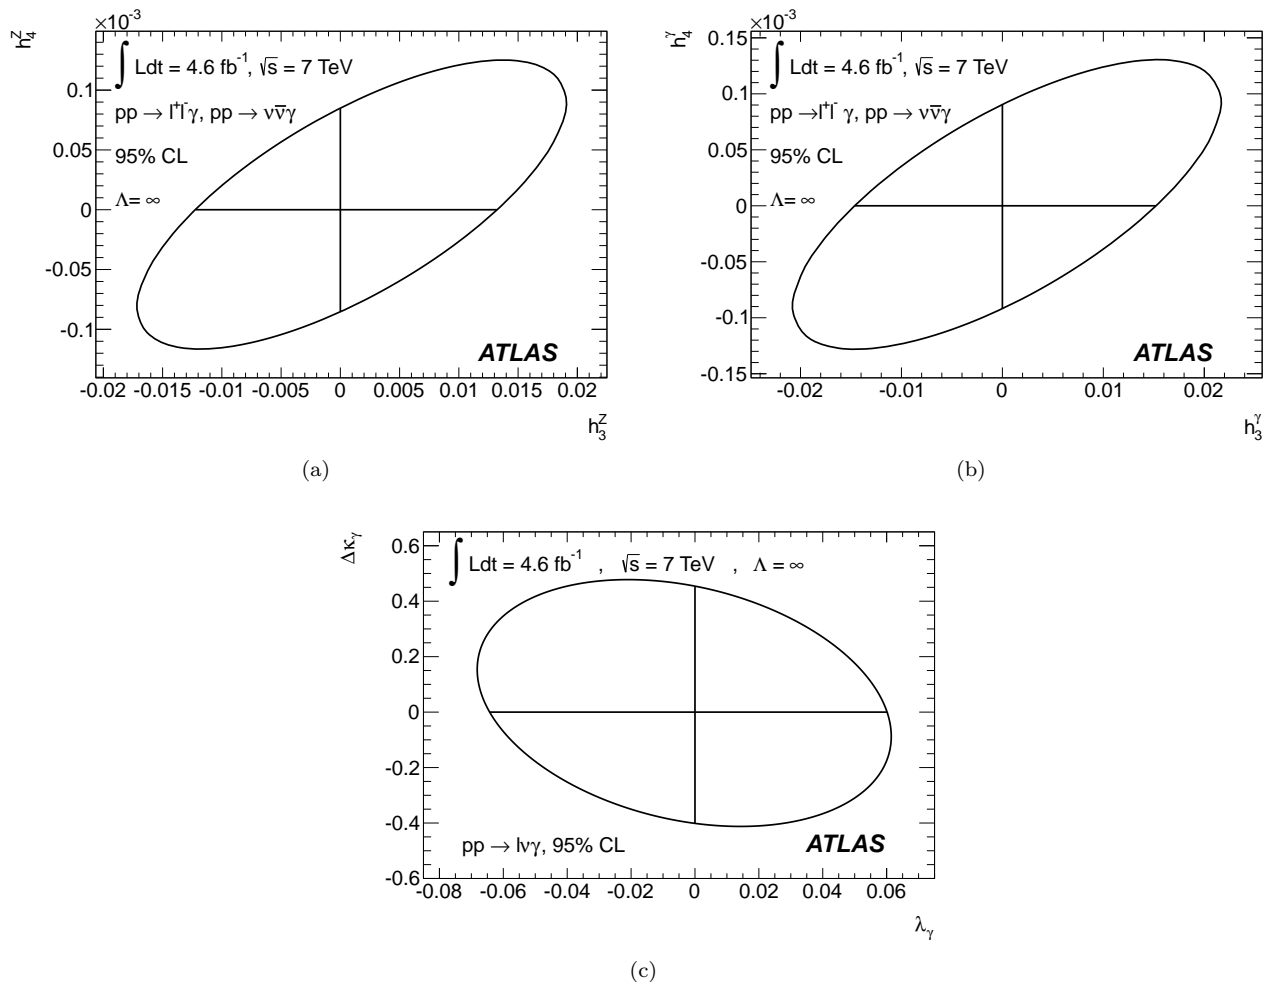 ×10⁻³
h₄ᶻ
∫ Ldt = 4.6 fb⁻¹, √s = 7 TeV
pp → l⁺l⁻γ, pp → νν̅γ
95% CL
Λ= ∞
0.1
0.05
0
-0.05
-0.1
ATLAS
-0.02 -0.015 -0.01 -0.005 0 0.005 0.01 0.015 0.02
h₃ᶻ
(a)
×10⁻³
h₄ᵞ
∫ Ldt = 4.6 fb⁻¹, √s = 7 TeV
pp →l⁺l⁻ γ, pp → νν̅γ
95% CL
Λ= ∞
0.15
0.1
0.05
0
-0.05
-0.1
-0.15
ATLAS
-0.02 -0.01 0 0.01 0.02
h₃ᵞ
(b)
Δκᵧ
∫ Ldt = 4.6 fb⁻¹ , √s = 7 TeV , Λ = ∞
0.6
0.4
0.2
0
-0.2
-0.4
-0.6
pp → lνγ, 95% CL
ATLAS
-0.08 -0.06 -0.04 -0.02 0 0.02 0.04 0.06
λᵧ
(c)